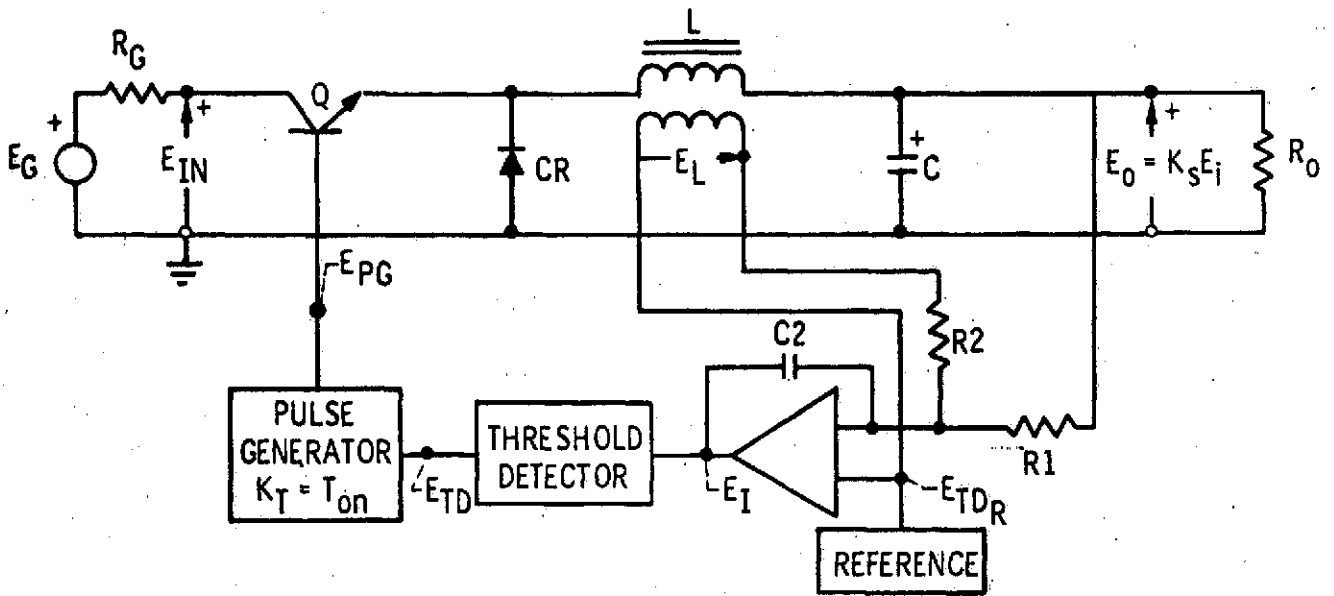 L
R_G
+
+
Q
+
+
E_G
E_IN
CR
E_L
C
E_O = K_S E_i
R_O
E_PG
C2
R2
PULSE
GENERATOR
K_T = T_on
THRESHOLD
DETECTOR
R1
E_TD
E_I
E_TD_R
REFERENCE